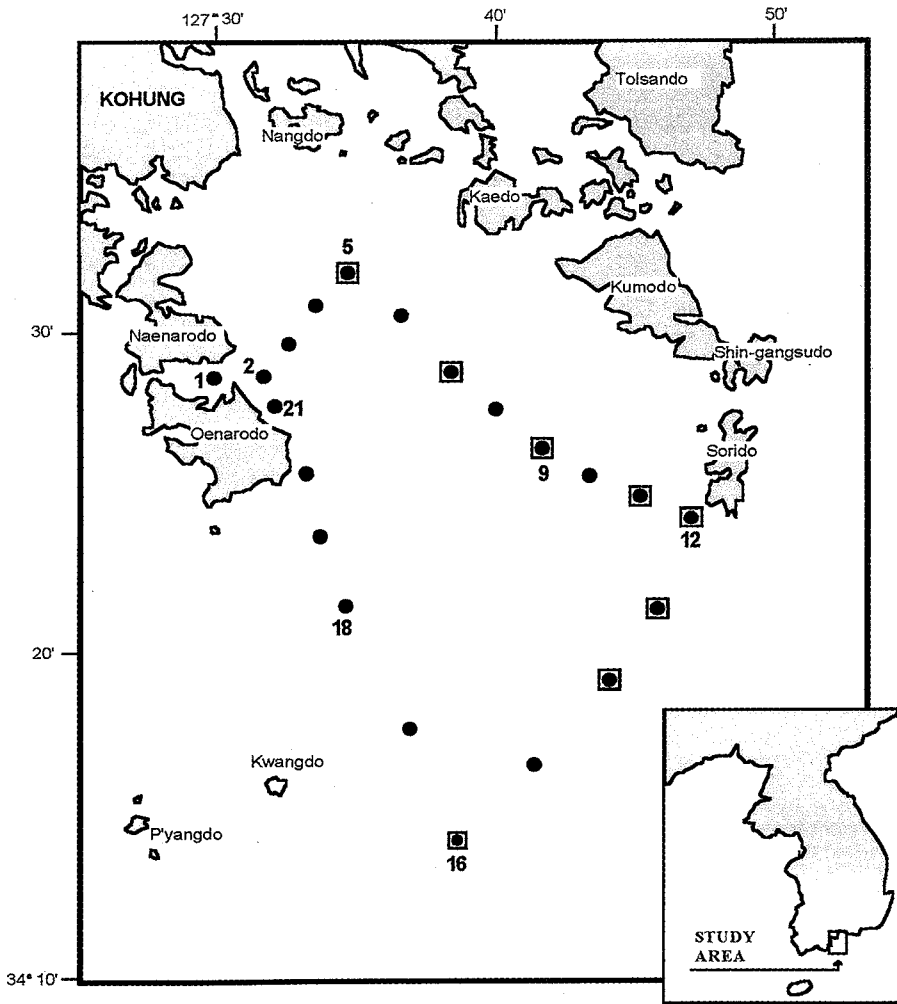 127° 30'
40'
50'
KOHUNG
Tolsando
Nangdo
Kaedo
5
Kumodo
30'
Naenarodo
Shin-gangsudo
2
1
21
Oenarodo
Sorido
9
12
18
20'
Kwangdo
P'yangdo
16
STUDY
AREA
34° 10'